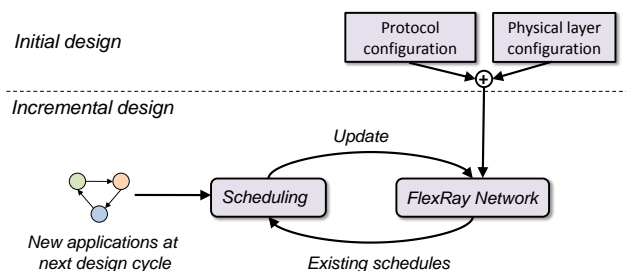 Initial design
Protocol
configuration
Physical layer
configuration
+
Incremental design
Update
Scheduling
FlexRay Network
New applications at
next design cycle
Existing schedules